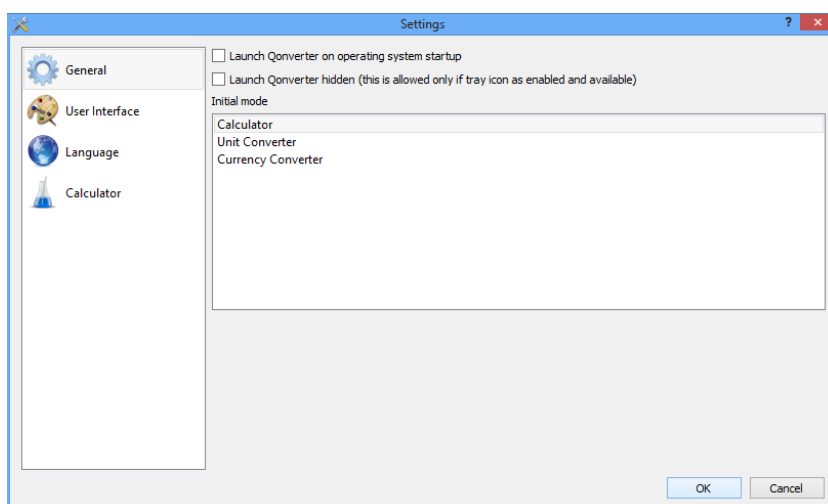 Settings
?
General
User Interface
Language
Calculator
Launch Qonverter on operating system startup
Launch Qonverter hidden (this is allowed only if tray icon as enabled and available)
Initial mode
Calculator
Unit Converter
Currency Converter
OK
Cancel